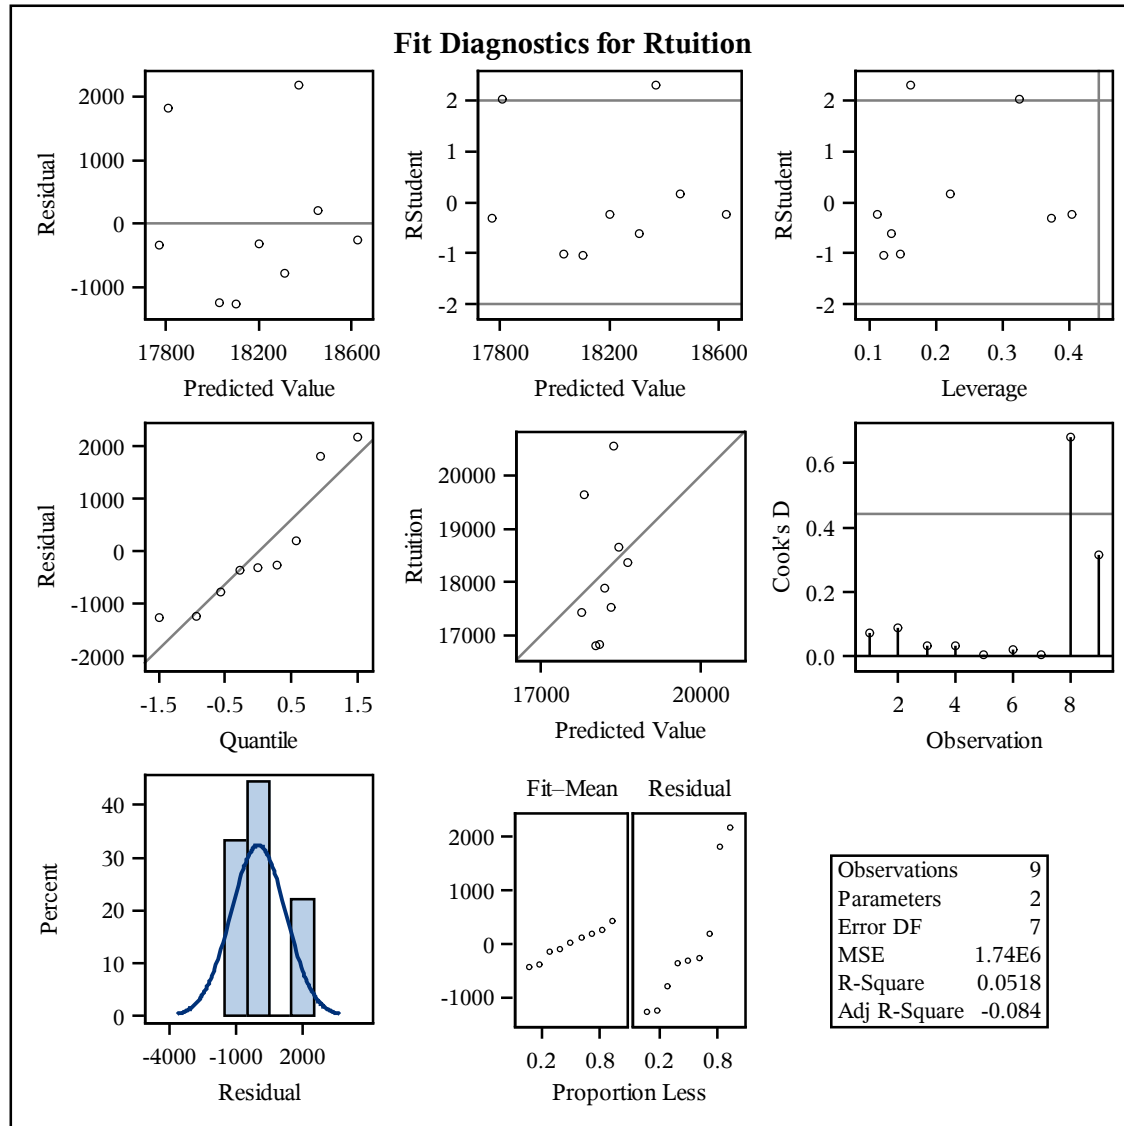 Fit Diagnostics for Rtuition
2000
1000
0
-1000
Residual
17800 18200 18600
Predicted Value
2
1
0
-1
-2
RStudent
17800 18200 18600
Predicted Value
2
1
0
-1
-2
RStudent
0.1 0.2 0.3 0.4
Leverage
2000
1000
0
-1000
-2000
Residual
-1.5 -0.5 0.5 1.5
Quantile
20000
19000
18000
17000
Rtuition
17000 20000
Predicted Value
0.6
0.4
0.2
0.0
Cook's D
2 4 6 8
Observation
40
30
20
10
0
Percent
-4000 -1000 2000
Residual
Fit–Mean Residual
2000
1000
0
-1000
0.2 0.8 0.2 0.8
Proportion Less
Observations 9
Parameters 2
Error DF 7
MSE 1.74E6
R-Square 0.0518
Adj R-Square -0.084